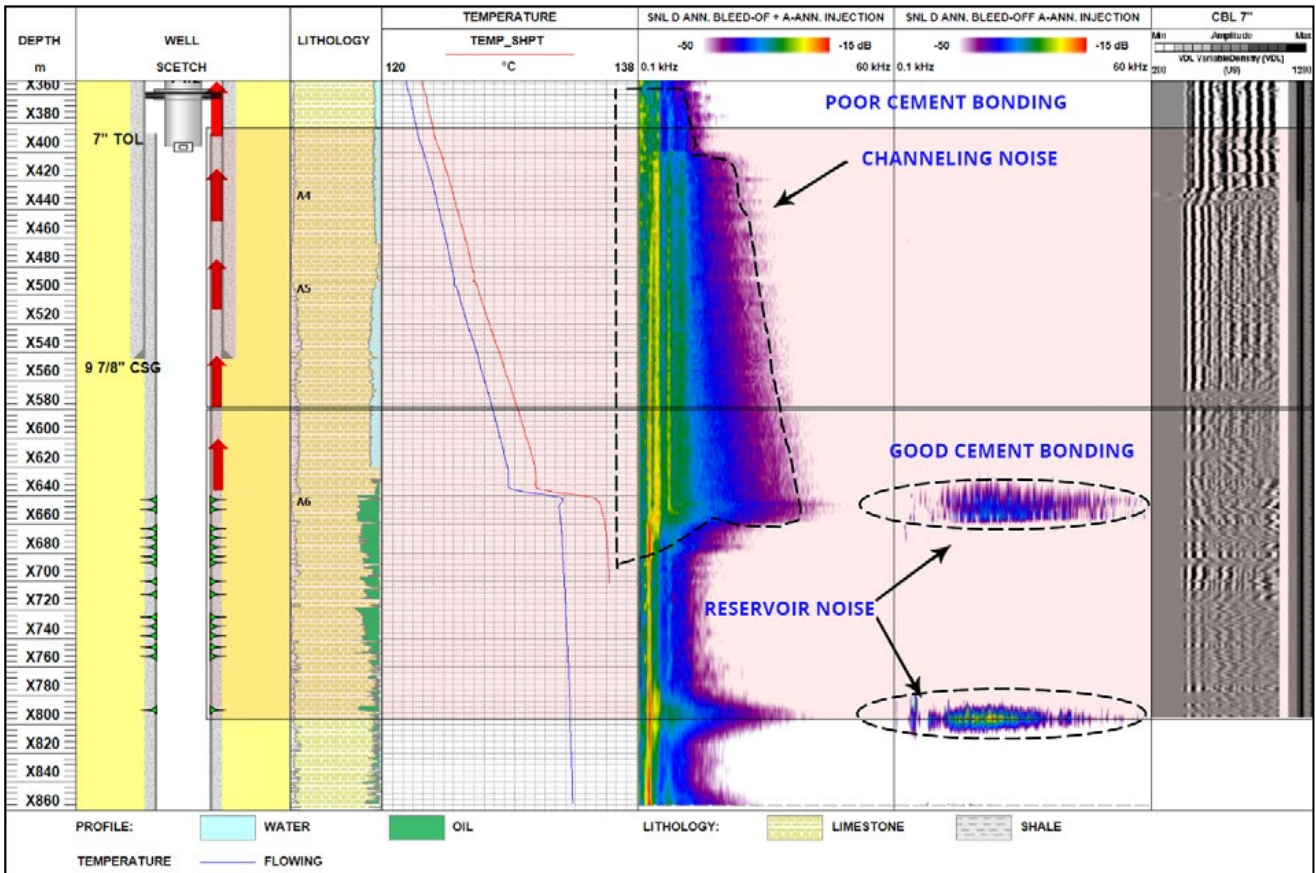 TEMPERATURE
SNL D ANN. BLEED-OF + A-ANN. INJECTION
SNL D ANN. BLEED-OFF A-ANN. INJECTION
CBL 7"
DEPTH
WELL
LITHOLOGY
TEMP_SHPT
-50
-15 dB
-50
-15 dB
Min Amplitude Max
m
SCETCH
120 °C 138
0.1 kHz 60 kHz
0.1 kHz 60 kHz
VDL VariableDensity (VDL)
200 (US) 1200
X360
X380
X400
X420
X440
X460
X480
X500
X520
X540
X560
X580
X600
X620
X640
X660
X680
X700
X720
X740
X760
X780
X800
X820
X840
X860
7" TOL
9 7/8" CSG
A4
A5
A6
POOR CEMENT BONDING
CHANNELING NOISE
GOOD CEMENT BONDING
RESERVOIR NOISE
PROFILE:
WATER
OIL
LITHOLOGY:
LIMESTONE
SHALE
TEMPERATURE
FLOWING